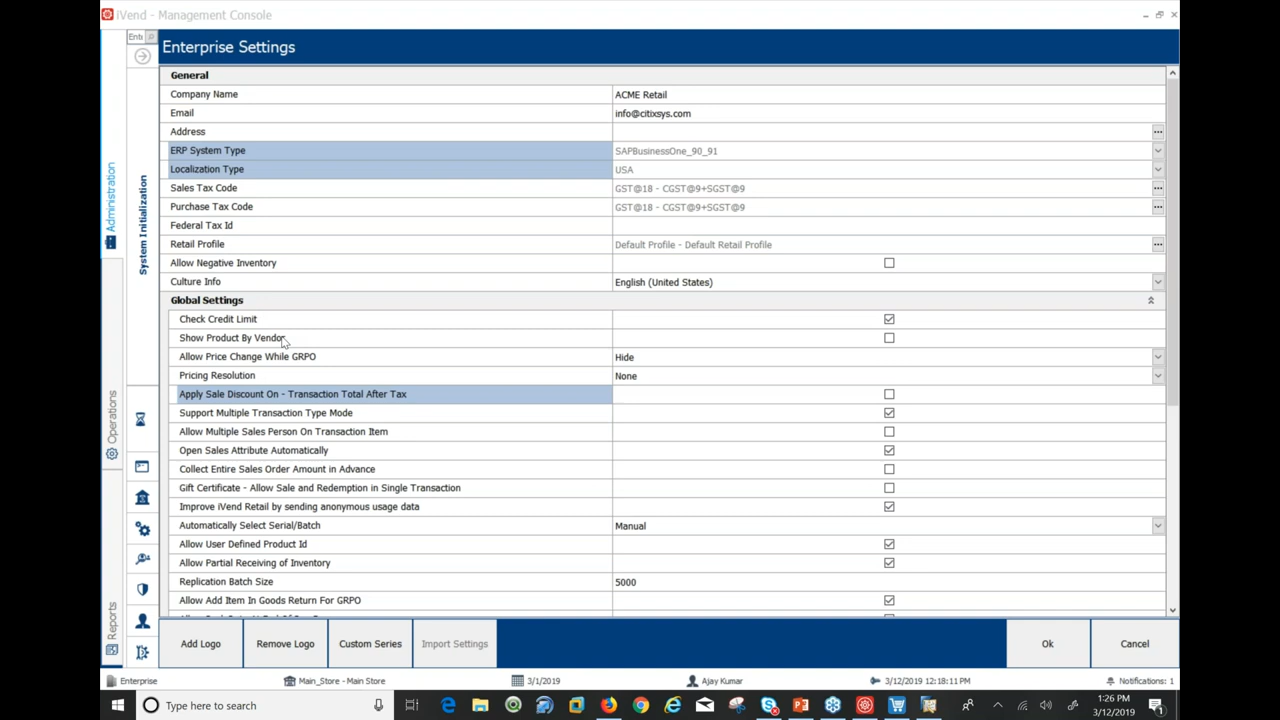 iVend - Management Console
Ent
Enterprise Settings
General
Company Name ACME Retail
Email info@citixsys.com
Address
ERP System Type SAPBusinessOne_90_91
Localization Type USA
Sales Tax Code GST@18 - CGST@9+SGST@9
Purchase Tax Code GST@18 - CGST@9+SGST@9
Federal Tax Id
Retail Profile Default Profile - Default Retail Profile
Allow Negative Inventory
Culture Info English (United States)
Global Settings
Check Credit Limit
Show Product By Vendor
Allow Price Change While GRPO Hide
Pricing Resolution None
Apply Sale Discount On - Transaction Total After Tax
Support Multiple Transaction Type Mode
Allow Multiple Sales Person On Transaction Item
Open Sales Attribute Automatically
Collect Entire Sales Order Amount in Advance
Gift Certificate - Allow Sale and Redemption in Single Transaction
Improve iVend Retail by sending anonymous usage data
Automatically Select Serial/Batch Manual
Allow User Defined Product Id
Allow Partial Receiving of Inventory
Replication Batch Size 5000
Allow Add Item In Goods Return For GRPO
Administration
Operations
Reports
System Initialization
Add Logo Remove Logo Custom Series Import Settings Ok Cancel
Enterprise Main_Store - Main Store 3/1/2019 Ajay Kumar 3/12/2019 12:18:11 PM Notifications: 1
Type here to search
1:26 PM
3/12/2019